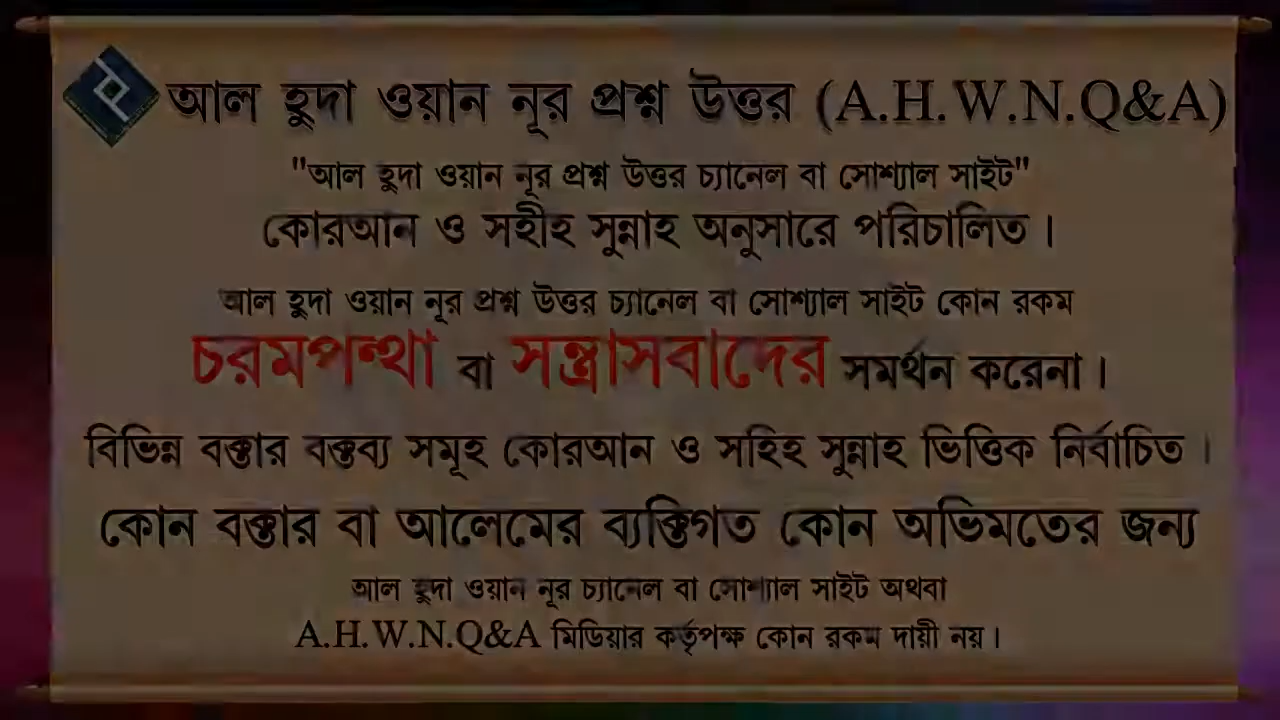 আল হুদা ওয়ান নূর প্রশ্ন উত্তর (A.H.W.N.Q&A)
"আল হুদা ওয়ান নূর প্রশ্ন উত্তর চ্যানেল বা সোশ্যাল সাইট"
কোরআন ও সহীহ সুন্নাহ অনুসারে পরিচালিত।
আল হুদা ওয়ান নূর প্রশ্ন উত্তর চ্যানেল বা সোশ্যাল সাইট কোন রকম
চরমপন্থা বা সন্ত্রাসবাদের সমর্থন করেনা।
বিভিন্ন বক্তার বক্তব্য সমূহ কোরআন ও সহিহ সুন্নাহ ভিত্তিক নির্বাচিত।
কোন বক্তার বা আলেমের ব্যক্তিগত কোন অভিমতের জন্য
আল হুদা ওয়ান নূর চ্যানেল বা সোশ্যাল সাইট অথবা
A.H.W.N.Q&A মিডিয়ার কর্তৃপক্ষ কোন রকম দায়ী নয়।